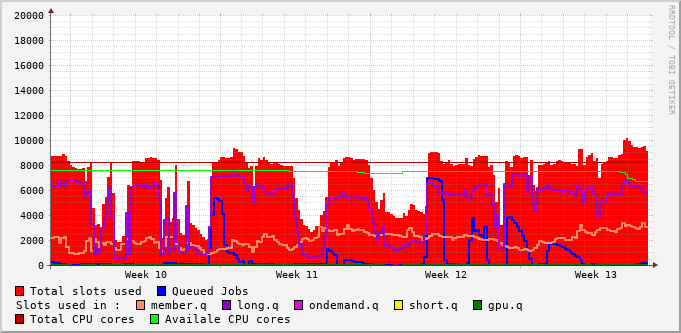 20000
18000
16000
14000
12000
10000
8000
6000
4000
2000
0
Week 10 Week 11 Week 12 Week 13
RRDTOOL / TOBI OETIKER
Total slots used Queued Jobs
Slots used in : member.q long.q ondemand.q short.q gpu.q
Total CPU cores Availale CPU cores